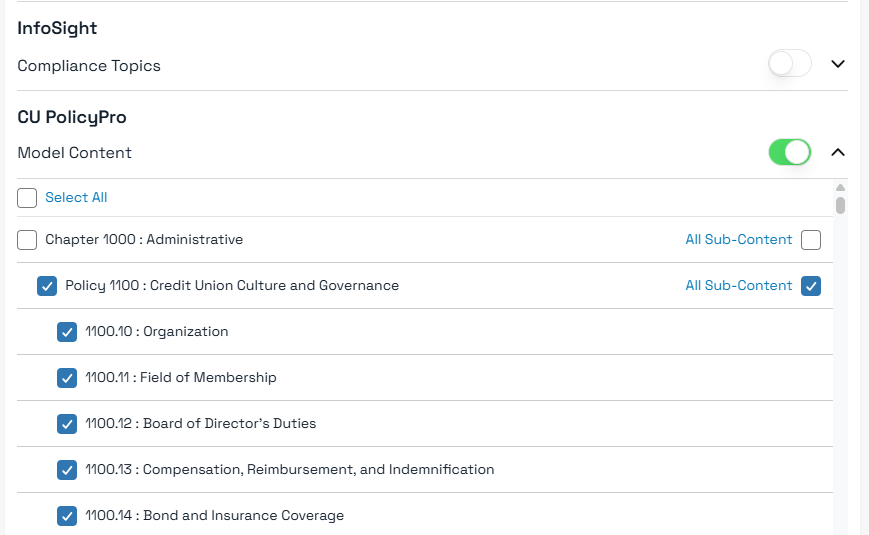 InfoSight
Compliance Topics
CU PolicyPro
Model Content
Select All
Chapter 1000 : Administrative All Sub-Content
Policy 1100 : Credit Union Culture and Governance All Sub-Content
1100.10 : Organization
1100.11 : Field of Membership
1100.12 : Board of Director's Duties
1100.13 : Compensation, Reimbursement, and Indemnification
1100.14 : Bond and Insurance Coverage